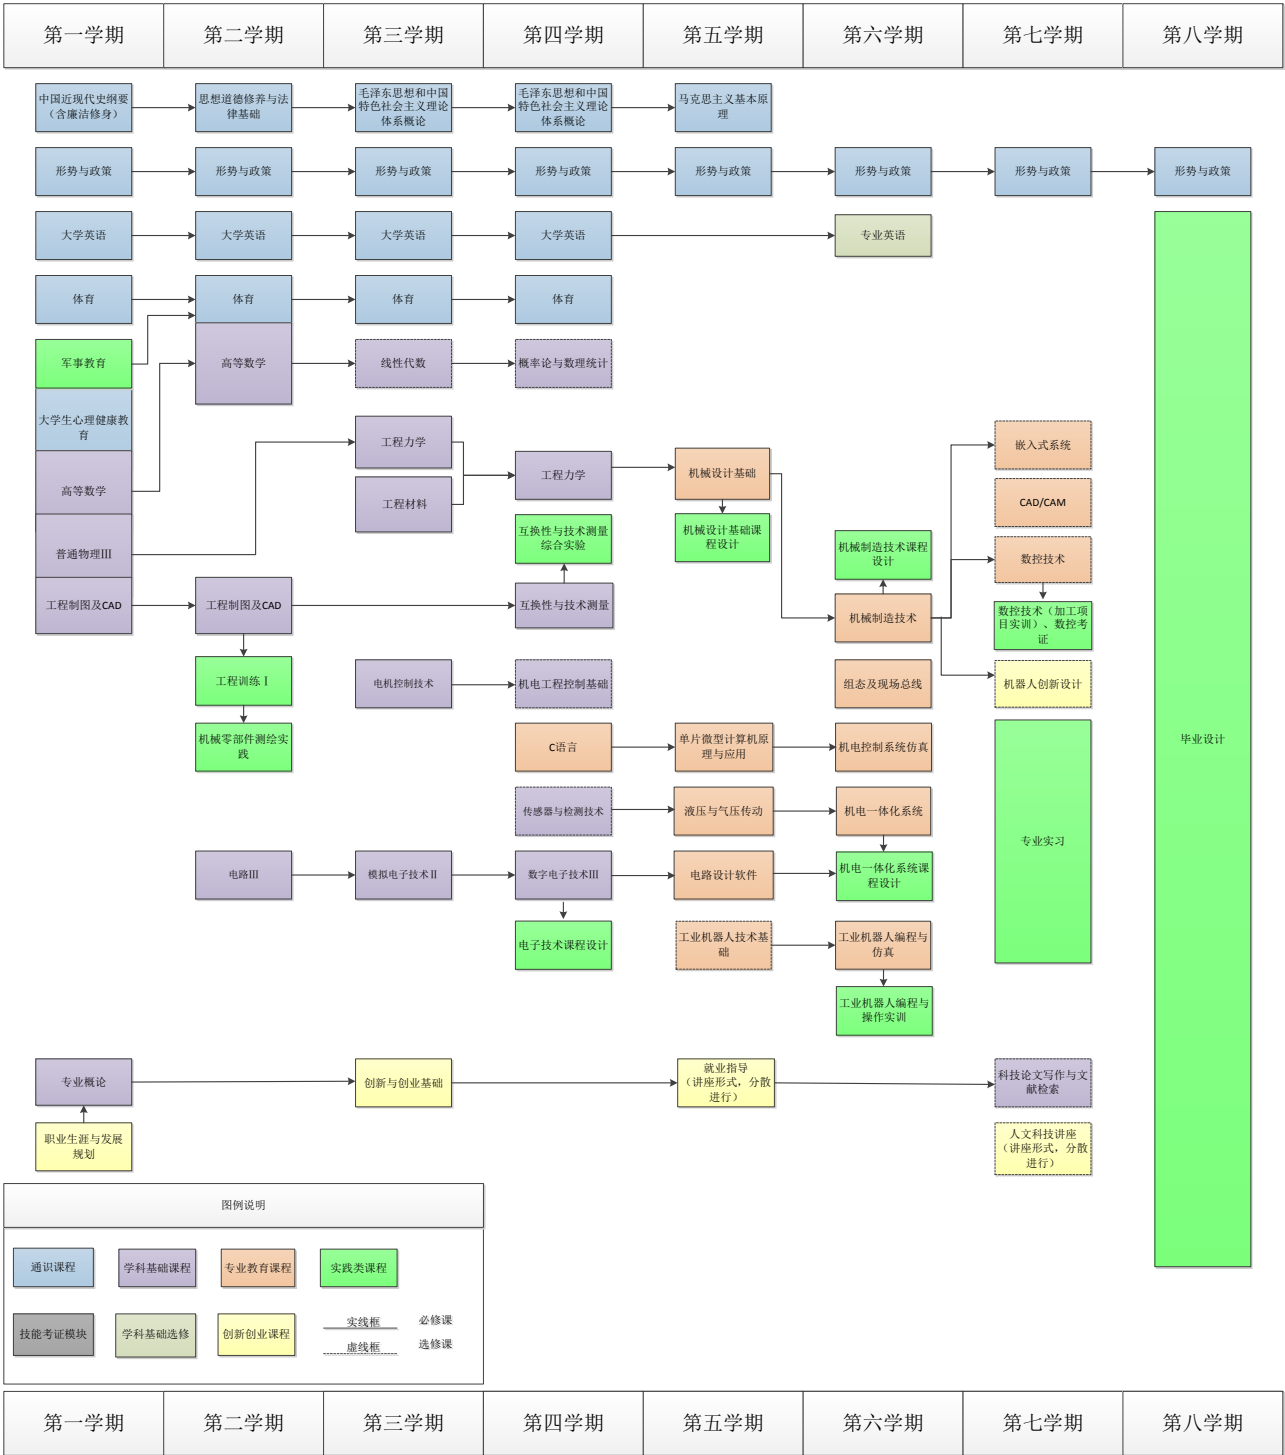 第一学期 第二学期 第三学期 第四学期 第五学期 第六学期 第七学期 第八学期
中国近现代史纲要
（含廉洁修身）
思想道德修养与法
律基础
毛泽东思想和中国
特色社会主义理论
体系概论
毛泽东思想和中国
特色社会主义理论
体系概论
马克思主义基本原
理
形势与政策
形势与政策
形势与政策
形势与政策
形势与政策
形势与政策
形势与政策
形势与政策
大学英语
大学英语
大学英语
大学英语
专业英语
体育
体育
体育
体育
军事教育
高等数学
线性代数
概率论与数理统计
大学生心理健康教
育
工程力学
工程力学
机械设计基础
嵌入式系统
高等数学
工程材料
CAD/CAM
互换性与技术测量
综合实验
机械设计基础课
程设计
机械制造技术课程
设计
普通物理Ⅲ
数控技术
工程制图及CAD
工程制图及CAD
互换性与技术测量
机械制造技术
数控技术（加工项
目实训）、数控考
证
工程训练Ⅰ
电机控制技术
机电工程控制基础
组态及现场总线
机器人创新设计
机械零部件测绘实
践
C语言
单片微型计算机原
理与应用
机电控制系统仿真
毕业设计
传感器与检测技术
液压与气压传动
机电一体化系统
专业实习
电路Ⅲ
模拟电子技术Ⅱ
数字电子技术Ⅲ
电路设计软件
机电一体化系统课
程设计
电子技术课程设计
工业机器人技术基
础
工业机器人编程与
仿真
工业机器人编程与
操作实训
专业概论
创新与创业基础
就业指导
（讲座形式，分散
进行）
科技论文写作与文
献检索
职业生涯与发展
规划
人文科技讲座
（讲座形式，分散
进行）
图例说明
通识课程
学科基础课程
专业教育课程
实践类课程
技能考证模块
学科基础选修
创新创业课程
实线框 必修课
虚线框 选修课
第一学期 第二学期 第三学期 第四学期 第五学期 第六学期 第七学期 第八学期